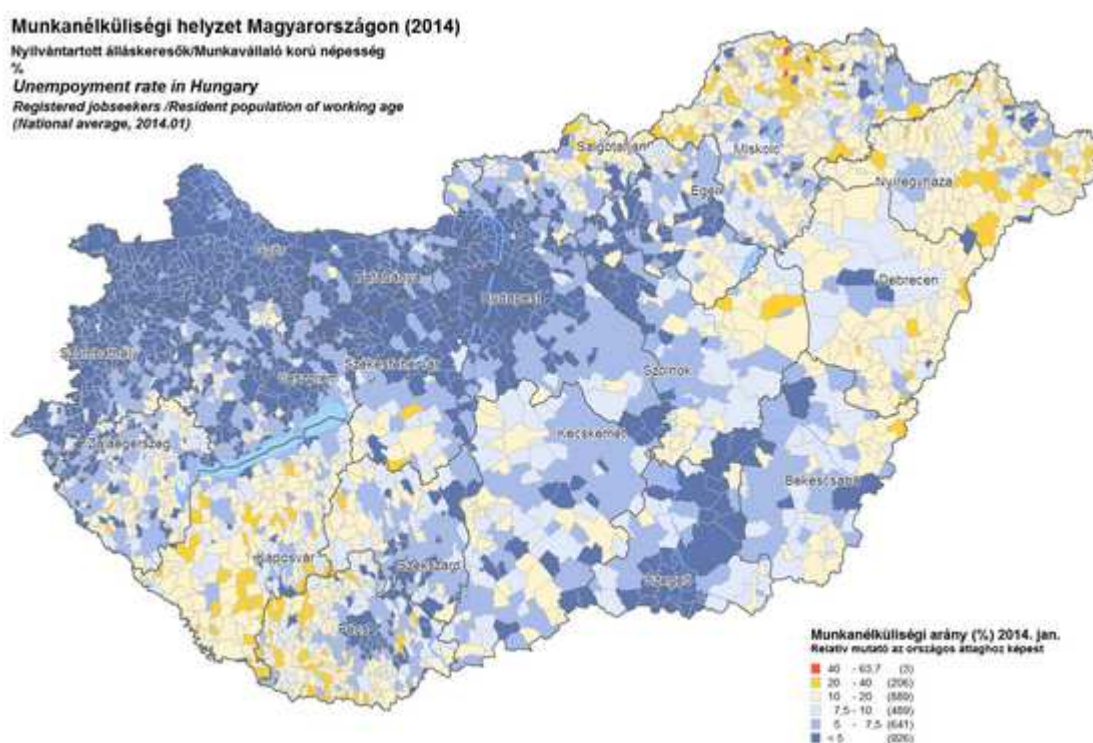 Munkanélküliségi helyzet Magyarországon (2014)
Nyilvántartott álláskeresők/Munkavállaló korú népesség
%
Unempoyment rate in Hungary
Registered jobseekers /Resident population of working age
(National average, 2014.01)
Salgótarján
Miskolc
Nyíregyháza
Eger
Győr
Tatabánya
Budapest
Debrecen
Szombathely
Veszprém
Székesfehérvár
Szolnok
Zalaegerszeg
Kecskemét
Békéscsaba
Kaposvár
Szekszárd
Szeged
Pécs
Munkanélküliségi arány (%) 2014. jan.
Relatív mutató az országos átlaghoz képest
40 - 63,7 (3)
20 - 40 (206)
10 - 20 (889)
7,5 - 10 (489)
5 - 7,5 (641)
< 5 (926)